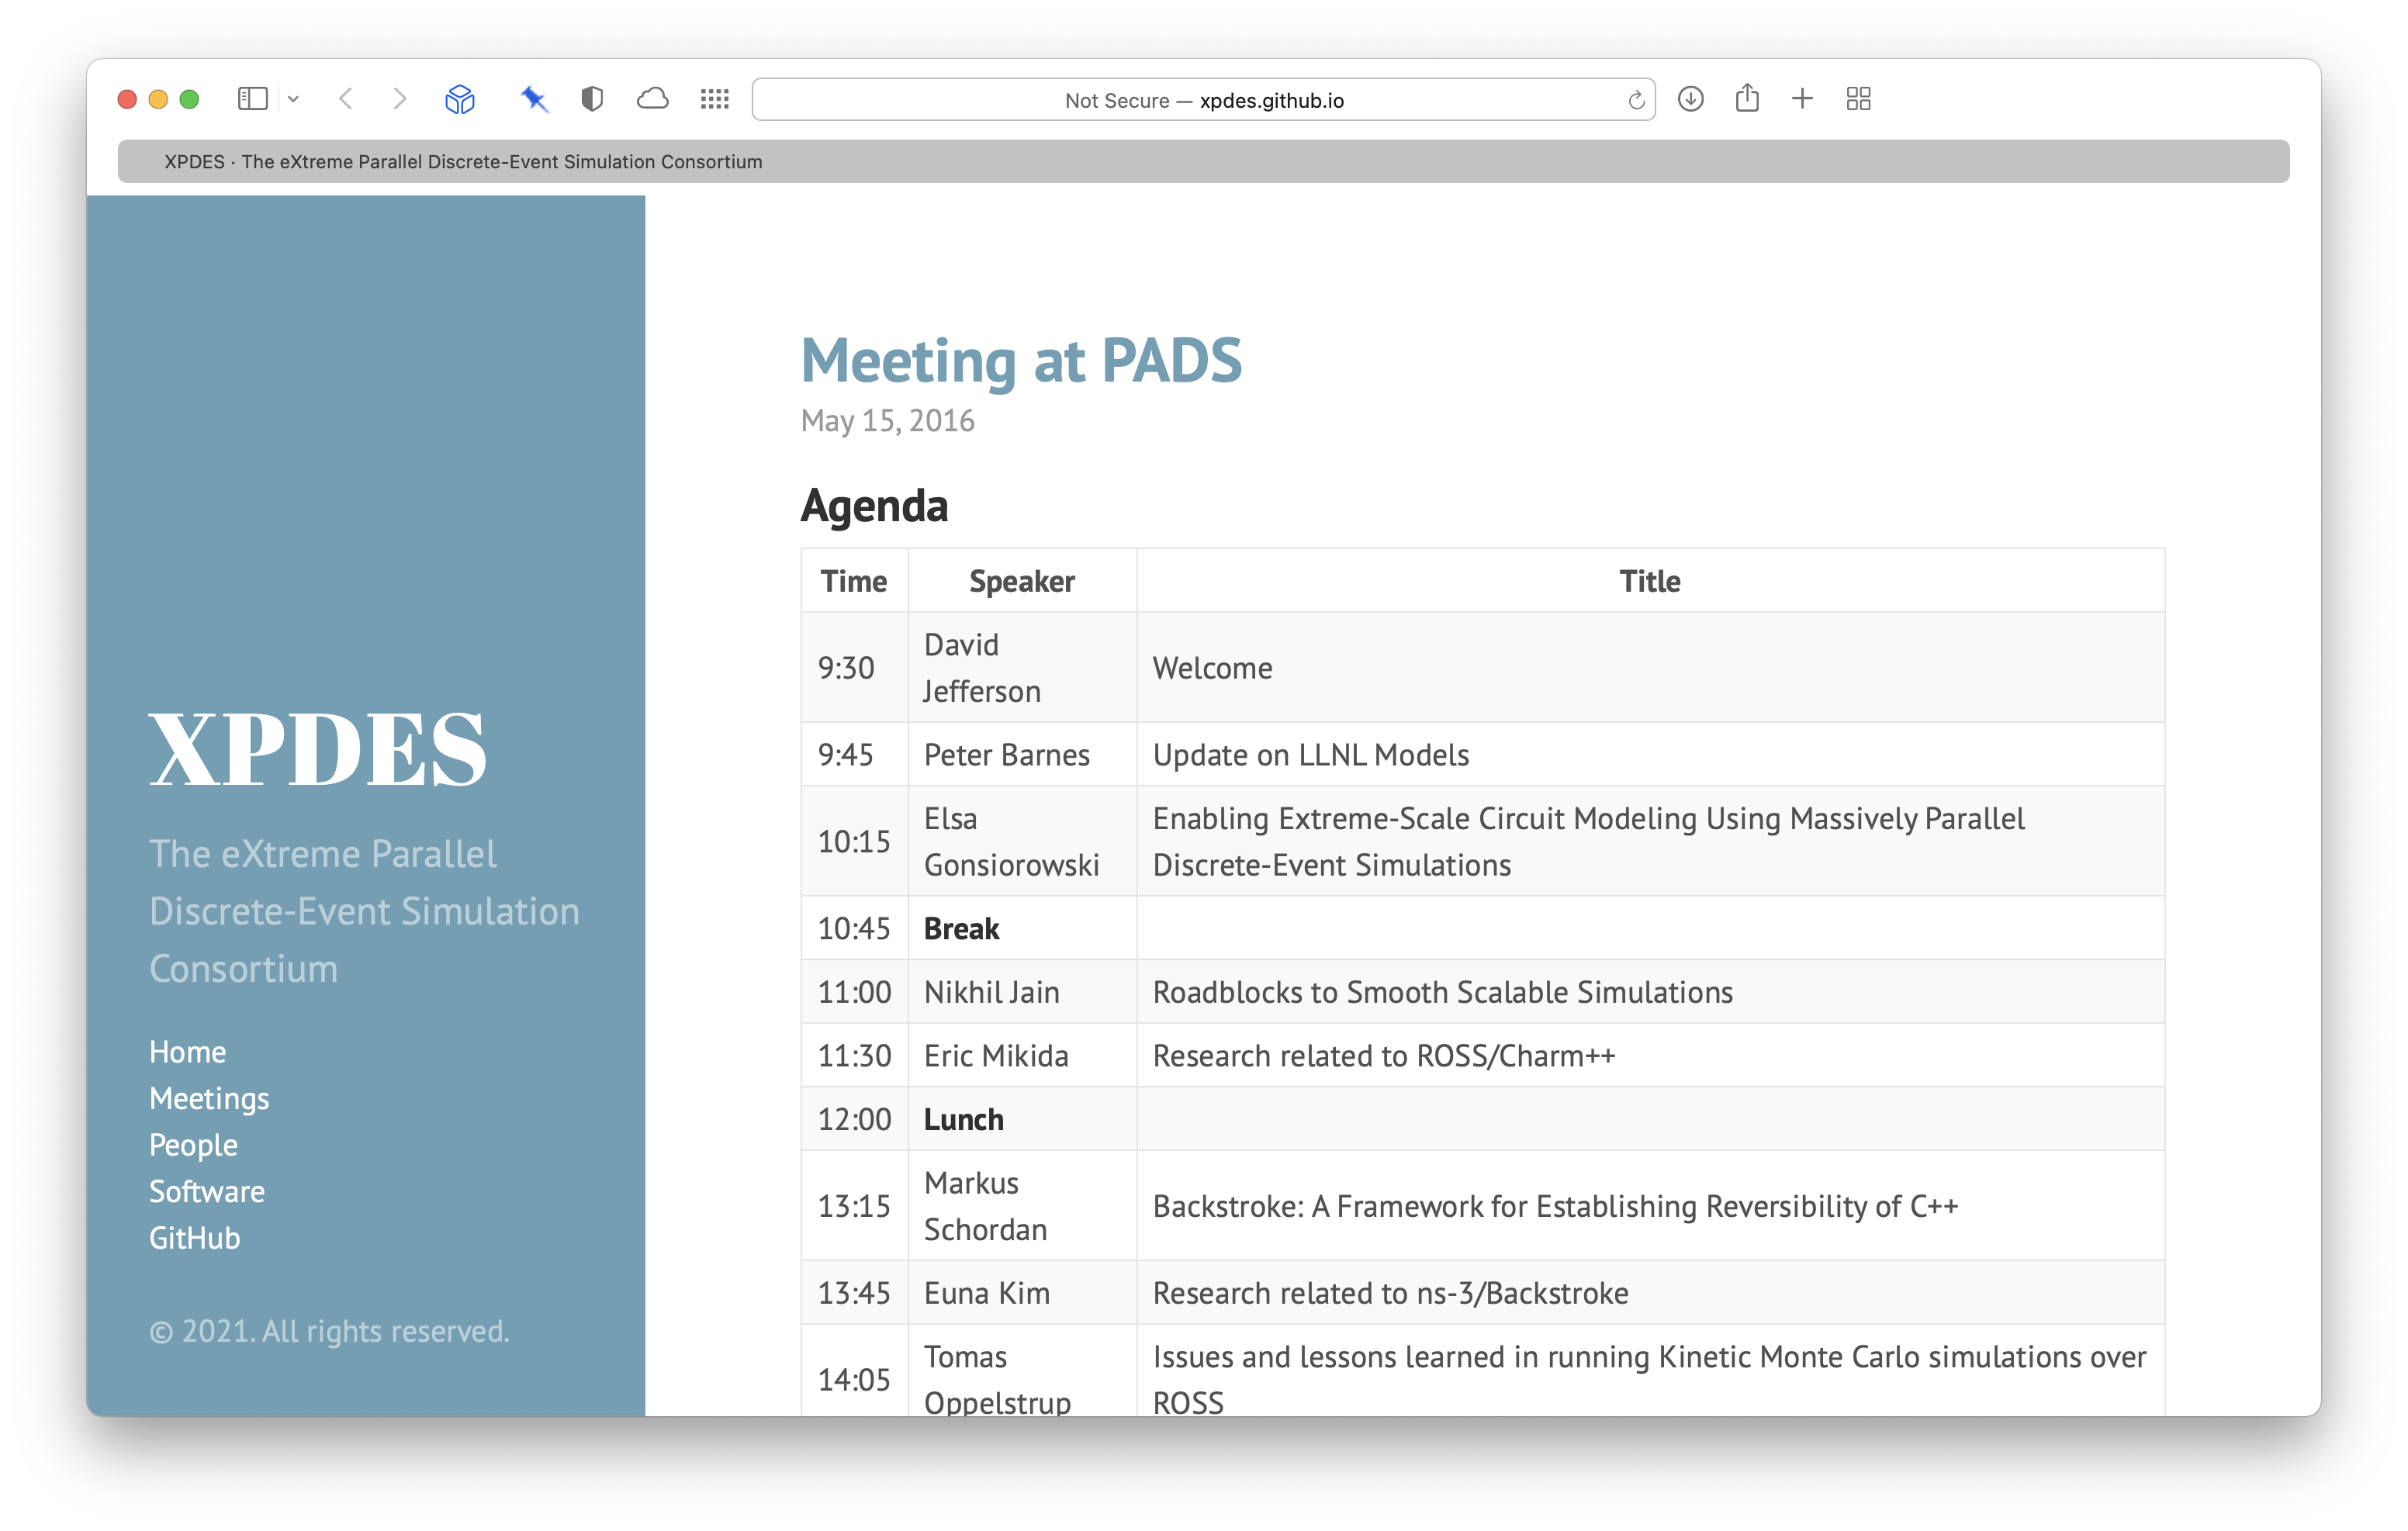 Not Secure — xpdes.github.io
XPDES · The eXtreme Parallel Discrete-Event Simulation Consortium
XPDES
The eXtreme Parallel
Discrete-Event Simulation
Consortium
Home
Meetings
People
Software
GitHub
© 2021. All rights reserved.
Meeting at PADS
May 15, 2016
Agenda
Time Speaker Title
9:30 David Jefferson Welcome
9:45 Peter Barnes Update on LLNL Models
10:15 Elsa Gonsiorowski Enabling Extreme-Scale Circuit Modeling Using Massively Parallel Discrete-Event Simulations
10:45 Break
11:00 Nikhil Jain Roadblocks to Smooth Scalable Simulations
11:30 Eric Mikida Research related to ROSS/Charm++
12:00 Lunch
13:15 Markus Schordan Backstroke: A Framework for Establishing Reversibility of C++
13:45 Euna Kim Research related to ns-3/Backstroke
14:05 Tomas Oppelstrup Issues and lessons learned in running Kinetic Monte Carlo simulations over ROSS